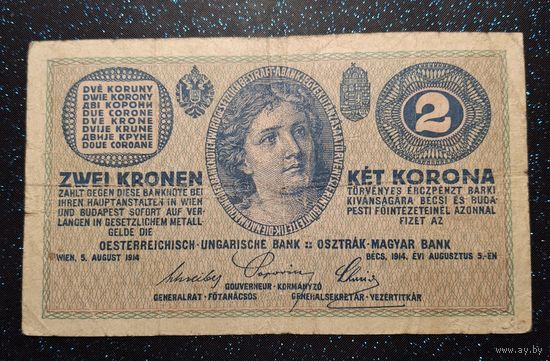 DVĚ KORUNY
DWIE KORONY
ДВІ КОРОНИ
DUE CORONE
DVE KRONE
DVIJE KRUNE
ДВИЈЕ КРУНЕ
DOUE COROANE
2
ZWEI KRONEN
ZAHLT GEGEN DIESE BANKNOTE BEI
IHREN HAUPTANSTALTEN IN WIEN
UND BUDAPEST SOFORT AUF VER-
LANGEN IN GESETZLICHEM METALL-
GELDE DIE
KÉT KORONA
TÖRVÉNYES ÉRCZPÉNZT BÁRKI
KÍVÁNSÁGÁRA BÉCSI ÉS BUDA-
PESTI FŐINTÉZETEINÉL AZONNAL
FIZET AZ
OESTERREICHISCH-UNGARISCHE BANK :: OSZTRÁK-MAGYAR BANK
WIEN, 5. AUGUST 1914
BÉCS, 1914. ÉVI AUGUSZTUS 5.-ÉN
Popovics
GOUVERNEUR · KORMÁNYZÓ
GENERALRAT · FŐTANÁCSOS
GENERALSEKRETÄR · VEZÉRTITKÁR
www.ay.by